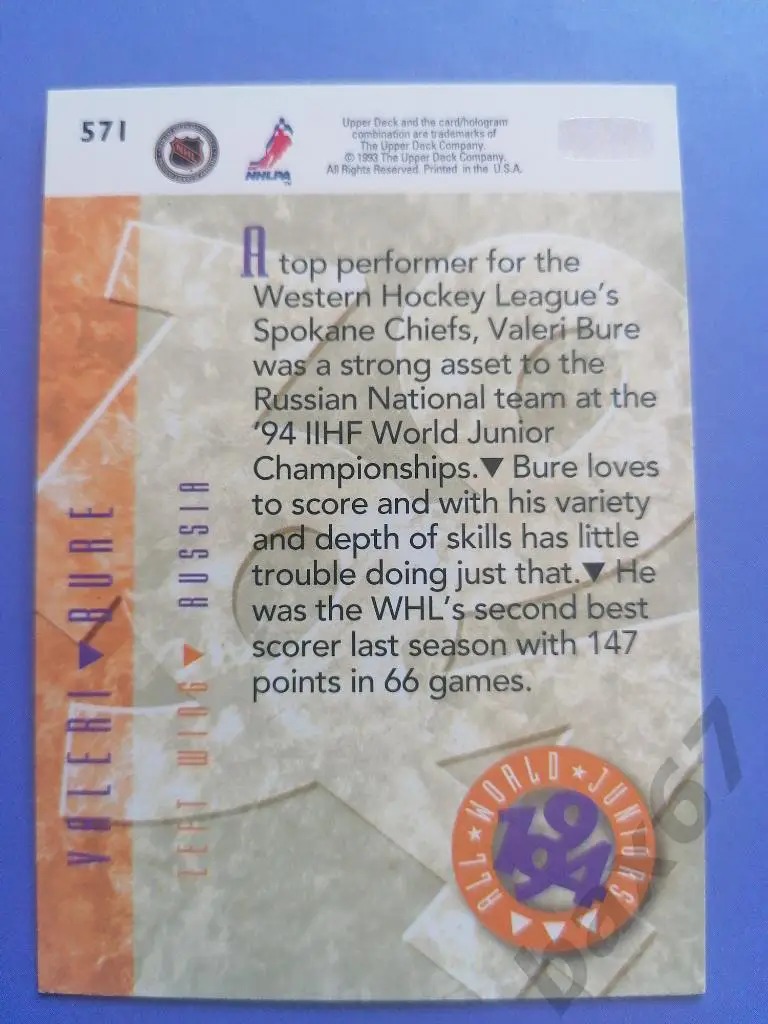 571
NHL
NHLPA
Upper Deck and the card/hologram
combination are trademarks of
The Upper Deck Company.
© 1993 The Upper Deck Company.
All Rights Reserved. Printed in the U.S.A.
A top performer for the
Western Hockey League's
Spokane Chiefs, Valeri Bure
was a strong asset to the
Russian National team at the
'94 IIHF World Junior
Championships.▼ Bure loves
to score and with his variety
and depth of skills has little
trouble doing just that.▼ He
was the WHL's second best
scorer last season with 147
points in 66 games.
VALERI ▼ BURE
LEFT WING ▼ RUSSIA
ALL ★ WORLD ★ JUNIORS
1994